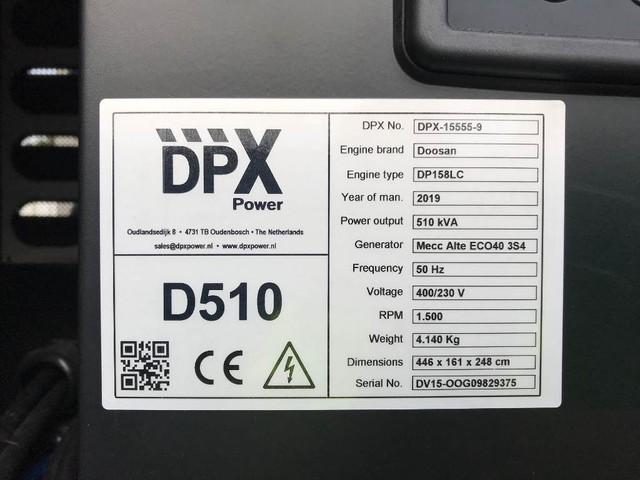 DPX
Power
Oudlandsedijk 8 • 4731 TB Oudenbosch • The Netherlands
sales@dpxpower.nl • www.dpxpower.nl
D510
CE
DPX No. DPX-15555-9
Engine brand Doosan
Engine type DP158LC
Year of man. 2019
Power output 510 kVA
Generator Mecc Alte ECO40 3S4
Frequency 50 Hz
Voltage 400/230 V
RPM 1.500
Weight 4.140 Kg
Dimensions 446 x 161 x 248 cm
Serial No. DV15-OOG09829375